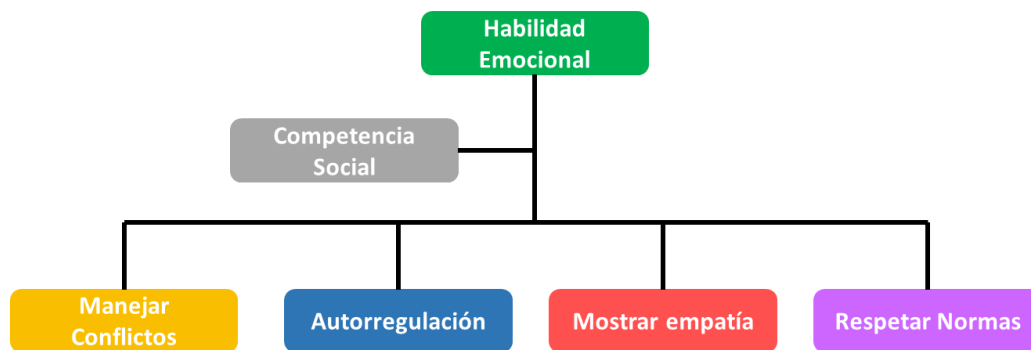 Habilidad
Emocional
Competencia
Social
Manejar
Conflictos
Autorregulación
Mostrar empatía
Respetar Normas